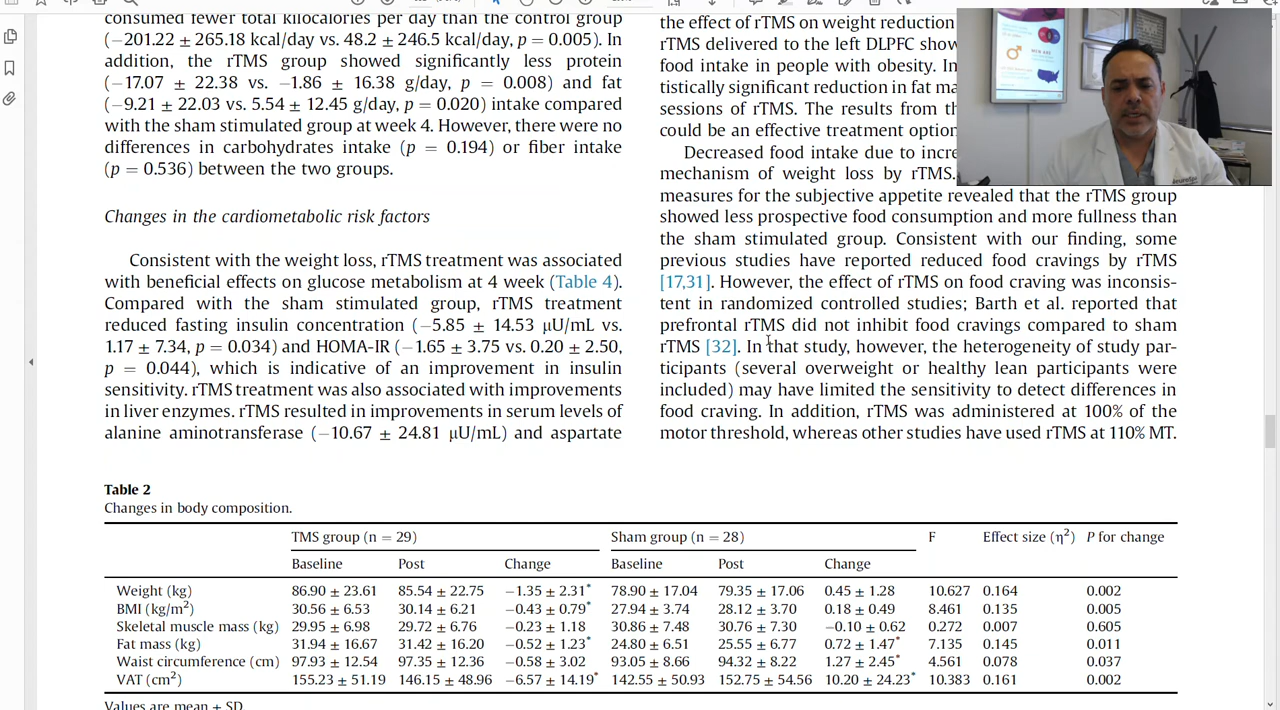 consumed fewer total kilocalories per day than the control group
(−201.22 ± 265.18 kcal/day vs. 48.2 ± 246.5 kcal/day, p = 0.005). In
addition, the rTMS group showed significantly less protein
(−17.07 ± 22.38 vs. −1.86 ± 16.38 g/day, p = 0.008) and fat
(−9.21 ± 22.03 vs. 5.54 ± 12.45 g/day, p = 0.020) intake compared
with the sham stimulated group at week 4. However, there were no
differences in carbohydrates intake (p = 0.194) or fiber intake
(p = 0.536) between the two groups.
Changes in the cardiometabolic risk factors
Consistent with the weight loss, rTMS treatment was associated
with beneficial effects on glucose metabolism at 4 week (Table 4).
Compared with the sham stimulated group, rTMS treatment
reduced fasting insulin concentration (−5.85 ± 14.53 μU/mL vs.
1.17 ± 7.34, p = 0.034) and HOMA-IR (−1.65 ± 3.75 vs. 0.20 ± 2.50,
p = 0.044), which is indicative of an improvement in insulin
sensitivity. rTMS treatment was also associated with improvements
in liver enzymes. rTMS resulted in improvements in serum levels of
alanine aminotransferase (−10.67 ± 24.81 μU/mL) and aspartate
the effect of rTMS on weight reduction
rTMS delivered to the left DLPFC show
food intake in people with obesity. In
tistically significant reduction in fat ma
sessions of rTMS. The results from th
could be an effective treatment option
Decreased food intake due to incre
mechanism of weight loss by rTMS.
measures for the subjective appetite revealed that the rTMS group
showed less prospective food consumption and more fullness than
the sham stimulated group. Consistent with our finding, some
previous studies have reported reduced food cravings by rTMS
[17,31]. However, the effect of rTMS on food craving was inconsis-
tent in randomized controlled studies; Barth et al. reported that
prefrontal rTMS did not inhibit food cravings compared to sham
rTMS [32]. In that study, however, the heterogeneity of study par-
ticipants (several overweight or healthy lean participants were
included) may have limited the sensitivity to detect differences in
food craving. In addition, rTMS was administered at 100% of the
motor threshold, whereas other studies have used rTMS at 110% MT.
Table 2
Changes in body composition.
TMS group (n = 29) Sham group (n = 28) F Effect size (η²) P for change
Baseline Post Change Baseline Post Change
Weight (kg) 86.90 ± 23.61 85.54 ± 22.75 −1.35 ± 2.31* 78.90 ± 17.04 79.35 ± 17.06 0.45 ± 1.28 10.627 0.164 0.002
BMI (kg/m²) 30.56 ± 6.53 30.14 ± 6.21 −0.43 ± 0.79* 27.94 ± 3.74 28.12 ± 3.70 0.18 ± 0.49 8.461 0.135 0.005
Skeletal muscle mass (kg) 29.95 ± 6.98 29.72 ± 6.76 −0.23 ± 1.18 30.86 ± 7.48 30.76 ± 7.30 −0.10 ± 0.62 0.272 0.007 0.605
Fat mass (kg) 31.94 ± 16.67 31.42 ± 16.20 −0.52 ± 1.23* 24.80 ± 6.51 25.55 ± 6.77 0.72 ± 1.47* 7.135 0.145 0.011
Waist circumference (cm) 97.93 ± 12.54 97.35 ± 12.36 −0.58 ± 3.02 93.05 ± 8.66 94.32 ± 8.22 1.27 ± 2.45* 4.561 0.078 0.037
VAT (cm²) 155.23 ± 51.19 146.15 ± 48.96 −6.57 ± 14.19* 142.55 ± 50.93 152.75 ± 54.56 10.20 ± 24.23* 10.383 0.161 0.002
Values are mean ± SD.